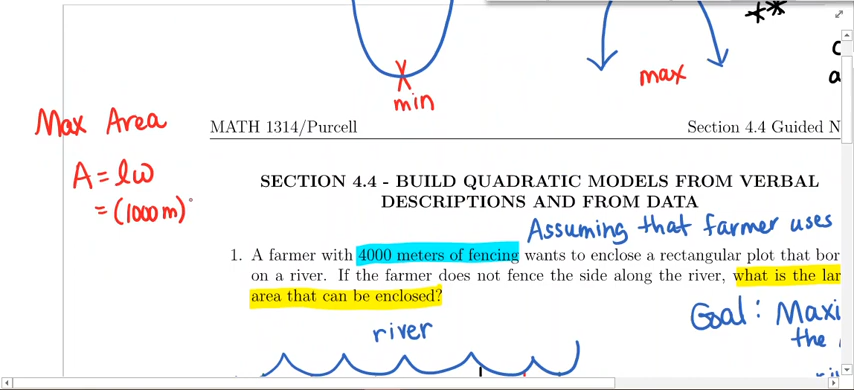 **
min
max
Max Area
MATH 1314/Purcell
Section 4.4 Guided N
A = lw
= (1000 m)
SECTION 4.4 - BUILD QUADRATIC MODELS FROM VERBAL
DESCRIPTIONS AND FROM DATA
Assuming that farmer uses
1. A farmer with 4000 meters of fencing wants to enclose a rectangular plot that bor
on a river. If the farmer does not fence the side along the river, what is the lar
area that can be enclosed?
Goal: Maxi
the
river